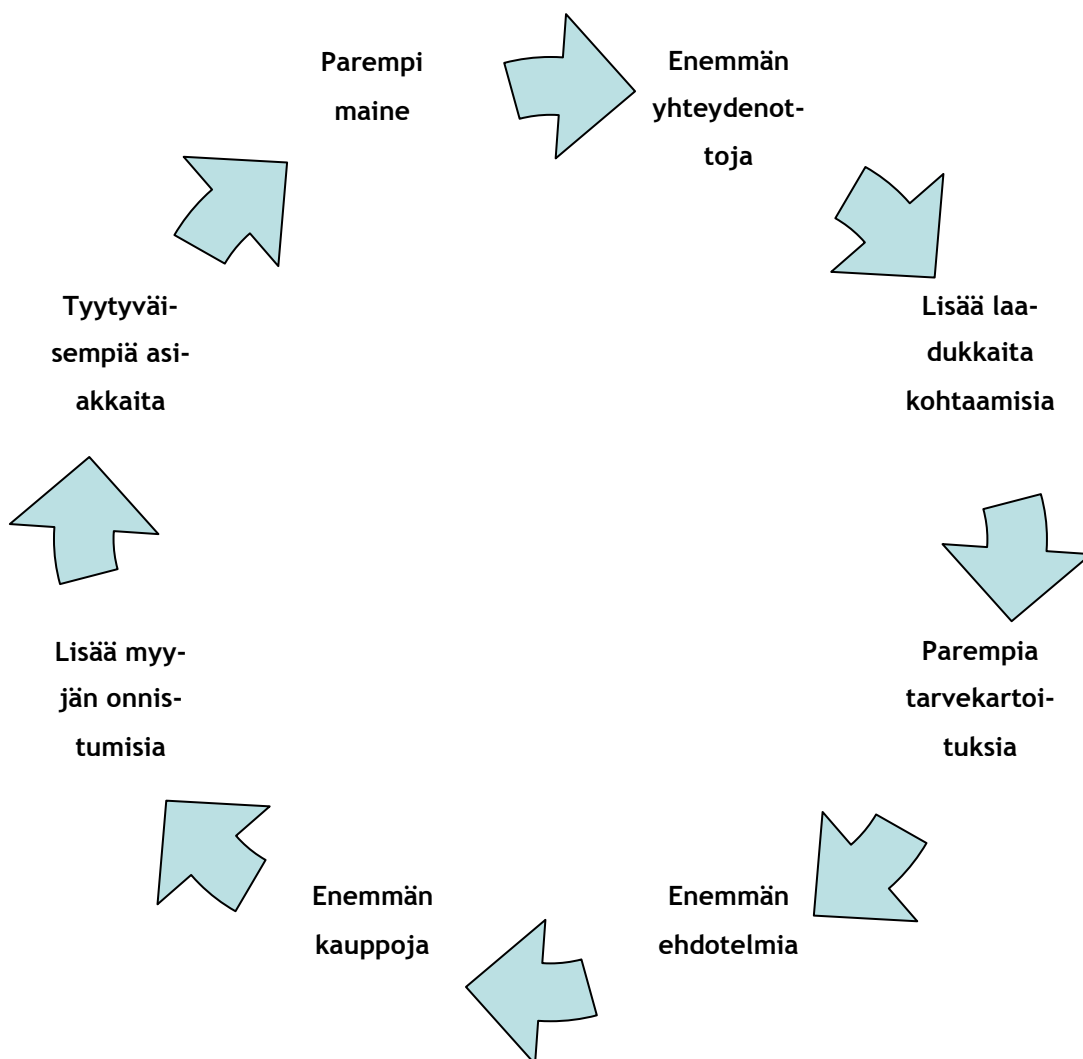 Parempi
maine
Enemmän
yhteydenot-
toja
Lisää laa-
dukkaita
kohtaamisia
Parempia
tarvekartoi-
tuksia
Enemmän
ehdotelmia
Enemmän
kauppoja
Lisää myy-
jän onnis-
tumisia
Tyytyväi-
sempiä asi-
akkaita